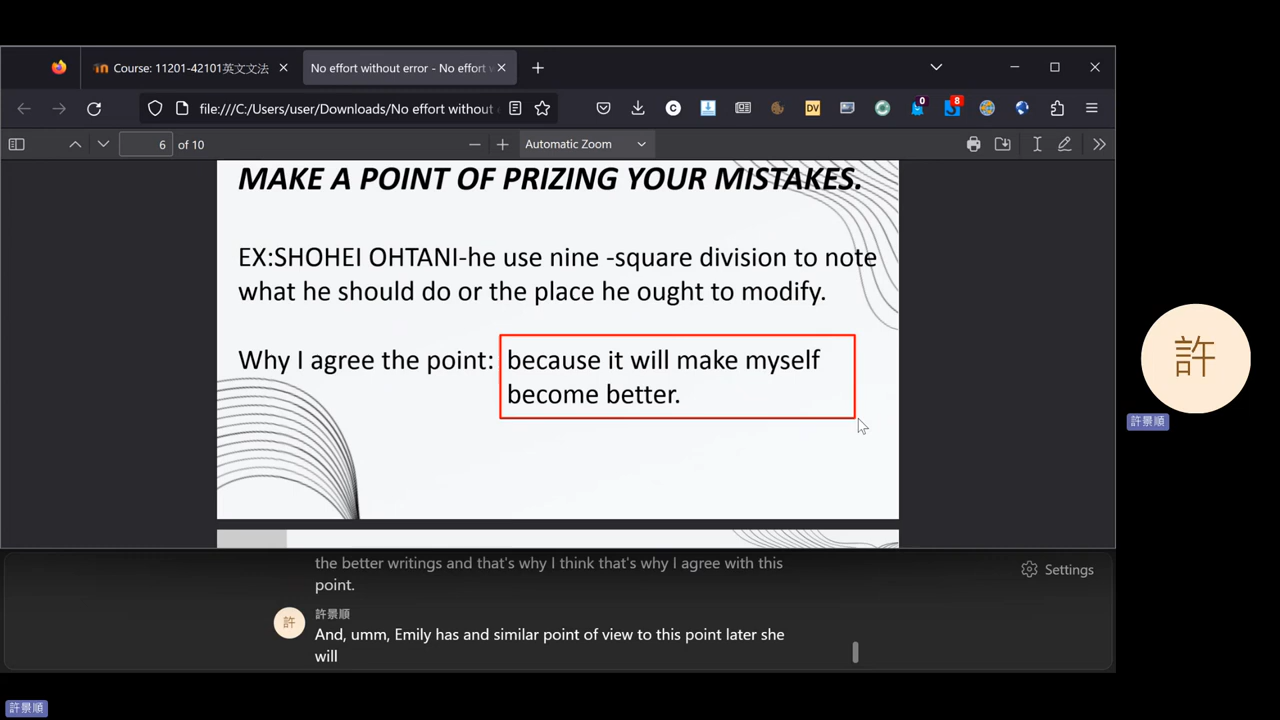 Course: 11201-42101英文文法
No effort without error - No effort w
file:///C:/Users/user/Downloads/No effort without e
0
8
C
DV
6 of 10
Automatic Zoom
MAKE A POINT OF PRIZING YOUR MISTAKES.
EX:SHOHEI OHTANI-he use nine -square division to note
what he should do or the place he ought to modify.
Why I agree the point: because it will make myself
become better.
許
許景順
the better writings and that's why I think that's why I agree with this
point.
Settings
許
許景順
And, umm, Emily has and similar point of view to this point later she
will
許景順